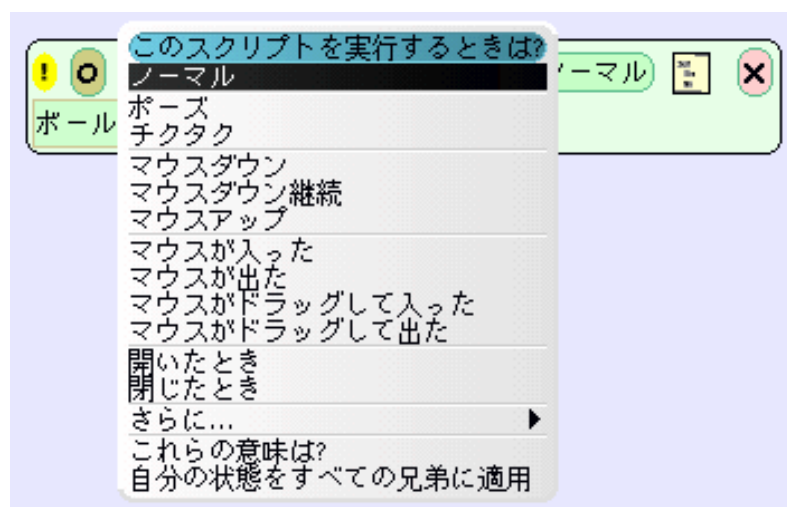 このスクリプトを実行するときは?
! ノーマル
ノーマル
ポーズ
ボール
チクタク
マウスダウン
マウスダウン継続
マウスアップ
マウスが入った
マウスが出た
マウスがドラッグして入った
マウスがドラッグして出た
開いたとき
閉じたとき
さらに...
これらの意味は?
自分の状態をすべての兄弟に適用